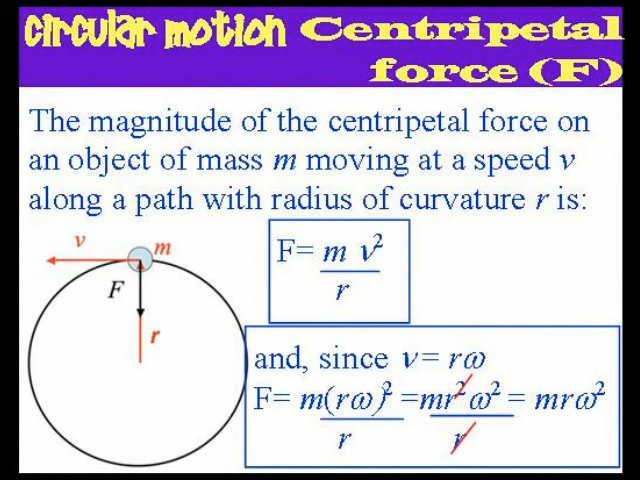 Circular motion Centripetal
force (F)
The magnitude of the centripetal force on
an object of mass m moving at a speed v
along a path with radius of curvature r is:
v
m
F
r
F= m v²
r
and, since v = rω
F= m(rω)² =mr²ω² = mrω²
r r